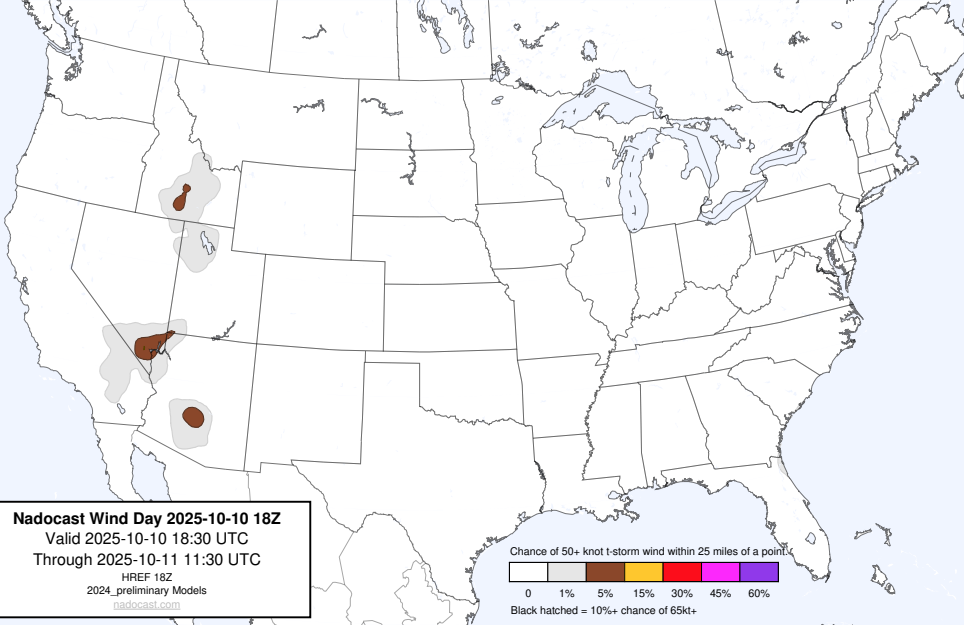 Nadocast Wind Day 2025-10-10 18Z
Valid 2025-10-10 18:30 UTC
Through 2025-10-11 11:30 UTC
HREF 18Z
2024_preliminary Models
nadocast.com
Chance of 50+ knot t-storm wind within 25 miles of a point.
0 1% 5% 15% 30% 45% 60%
Black hatched = 10%+ chance of 65kt+